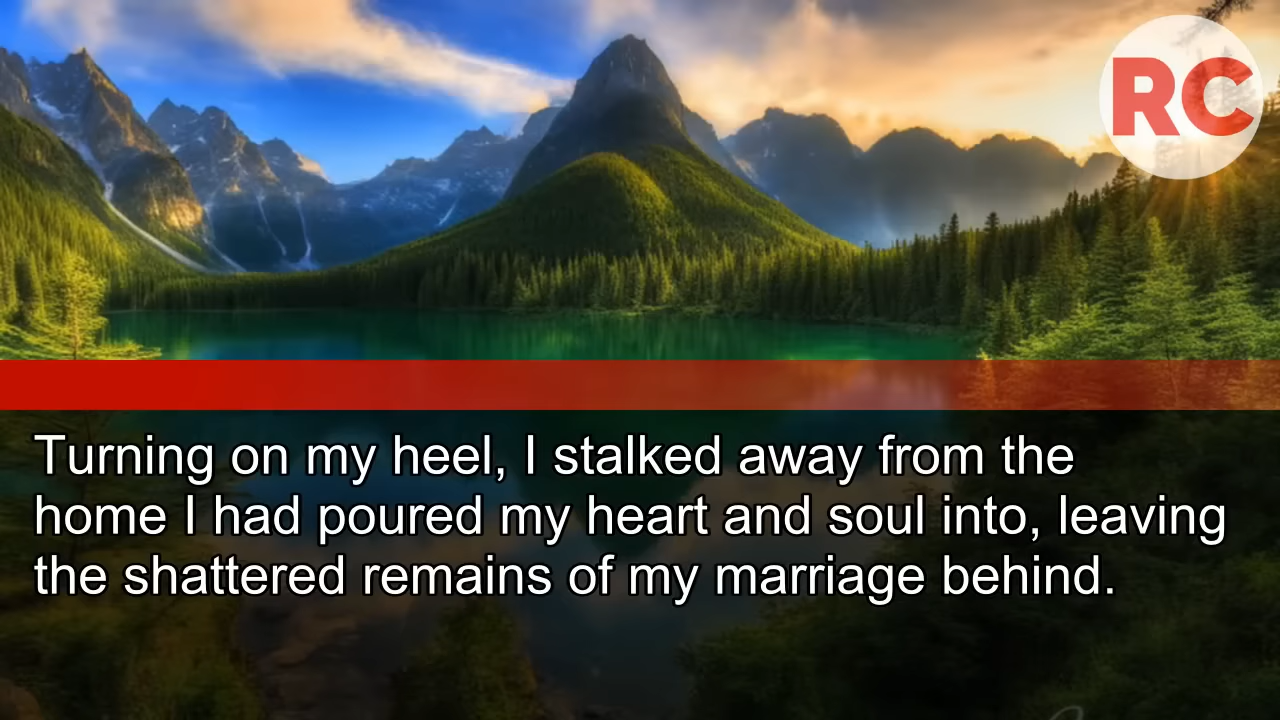 RC
Turning on my heel, I stalked away from the
home I had poured my heart and soul into, leaving
the shattered remains of my marriage behind.